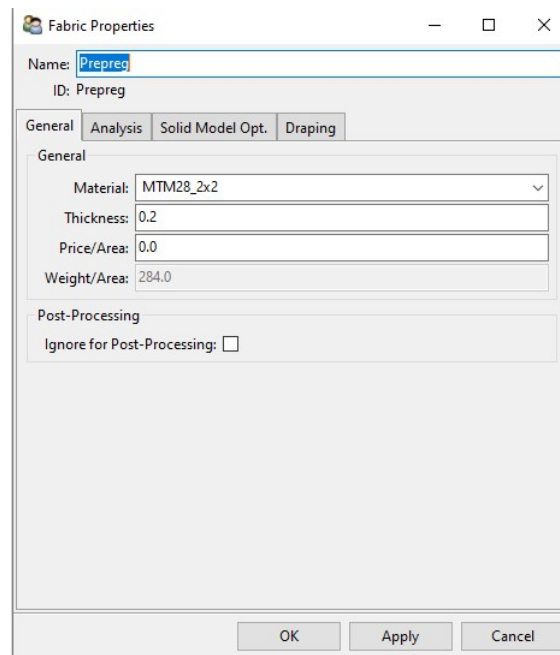 Fabric Properties
Name: Prepreg
ID: Prepreg
General Analysis Solid Model Opt. Draping
General
Material: MTM28_2x2
Thickness: 0.2
Price/Area: 0.0
Weight/Area: 284.0
Post-Processing
Ignore for Post-Processing:
OK Apply Cancel